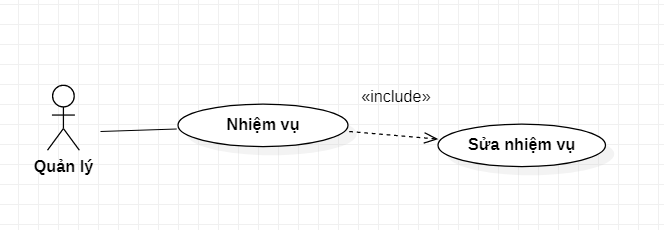 «include»
Nhiệm vụ
Sửa nhiệm vụ
Quản lý